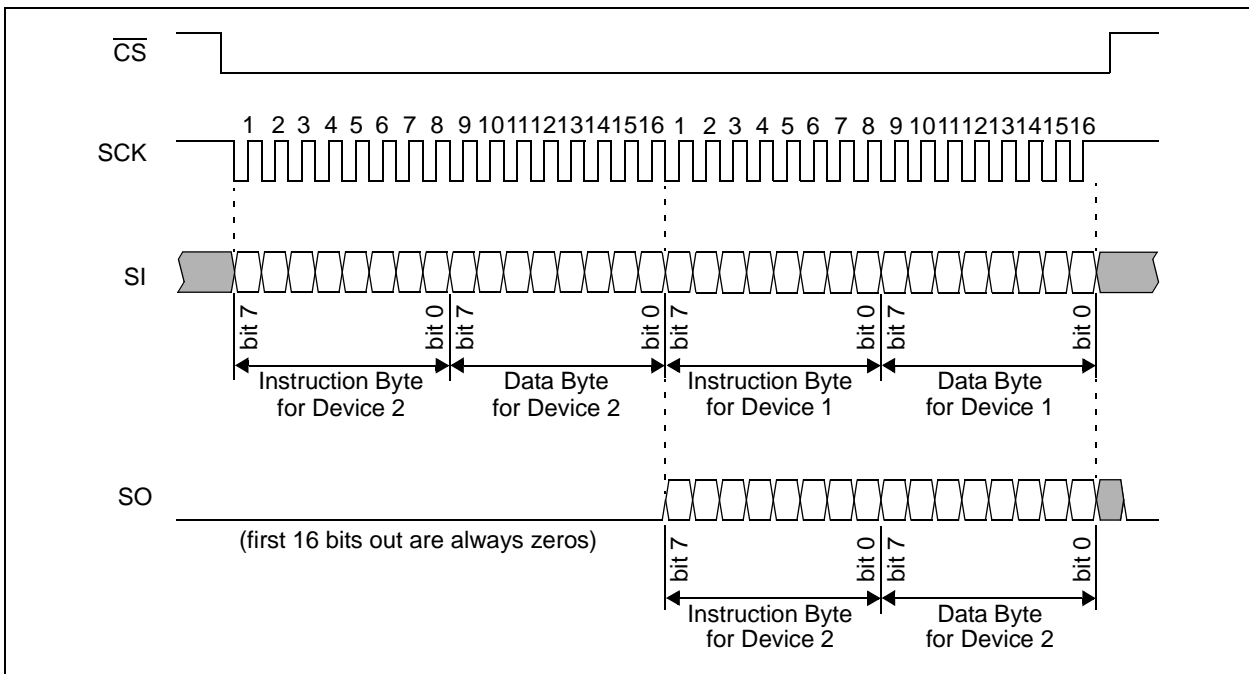 CS
1 2 3 4 5 6 7 8 9 10 11 12 13 14 15 16 1 2 3 4 5 6 7 8 9 10 11 12 13 14 15 16
SCK
SI
bit 7 bit 0 bit 7 bit 0 bit 7 bit 0 bit 7 bit 0
Instruction Byte Data Byte Instruction Byte Data Byte
for Device 2 for Device 2 for Device 1 for Device 1
SO
(first 16 bits out are always zeros)
bit 7 bit 0 bit 7 bit 0
Instruction Byte Data Byte
for Device 2 for Device 2